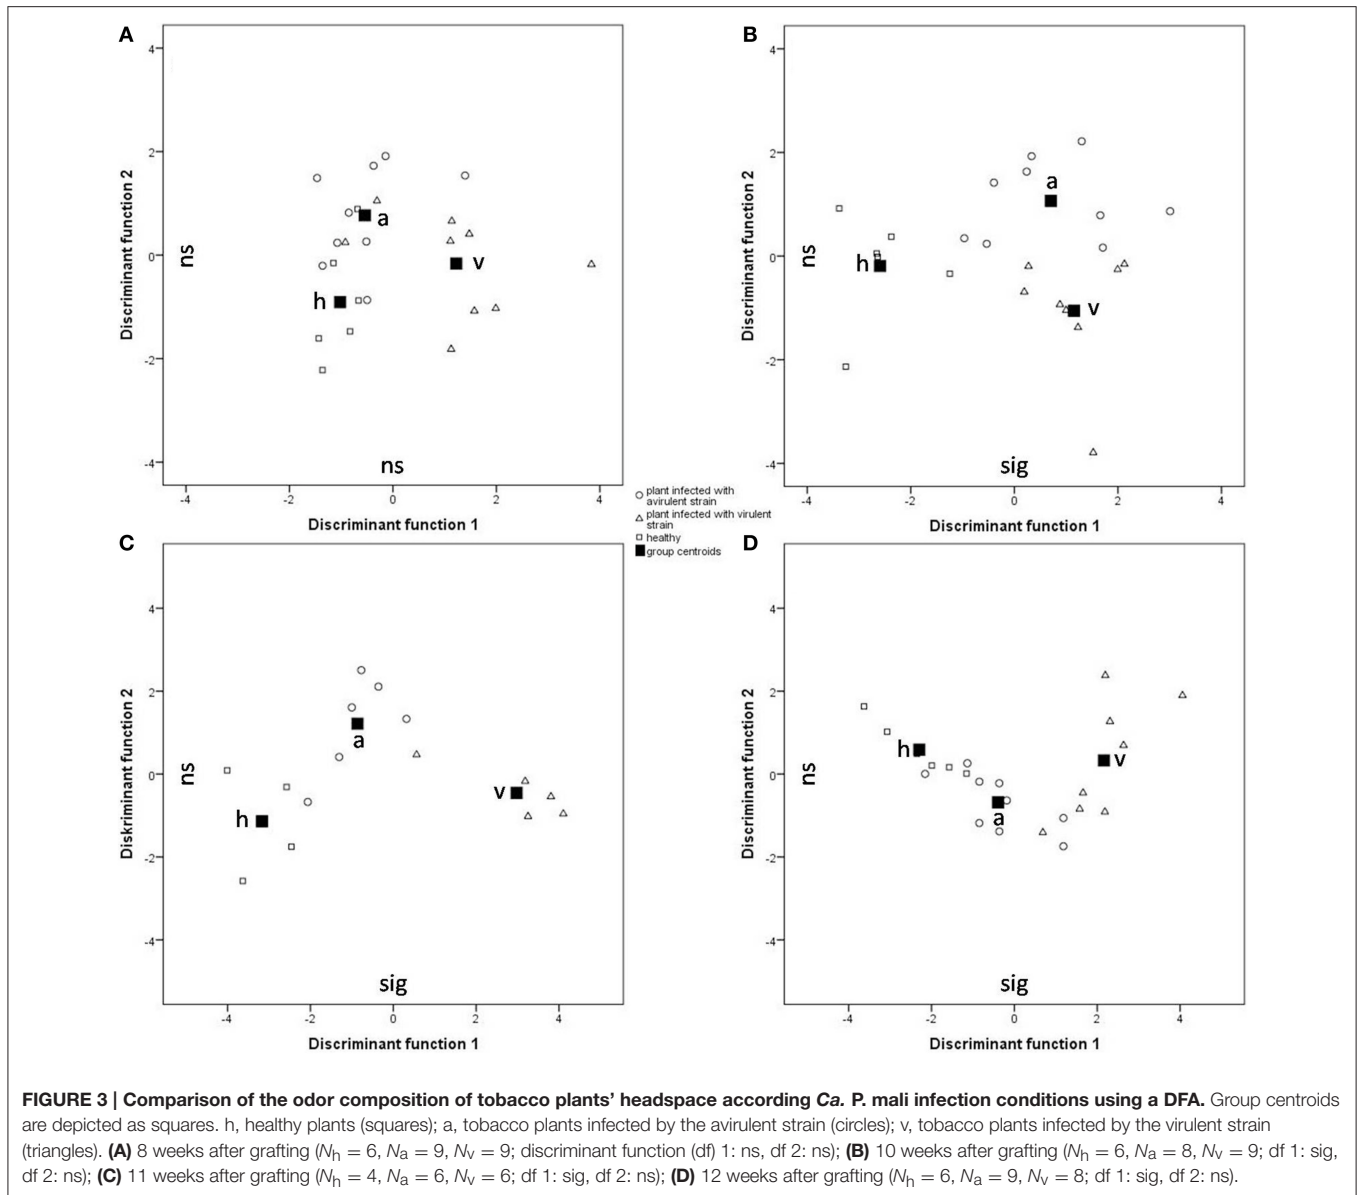 A
4
2
0
-2
-4
Discriminant function 2
ns
a
v
h
ns
-4 -2 0 2 4
Discriminant function 1
B
4
2
0
-2
-4
Discriminant function 2
ns
a
h
v
sig
-4 -2 0 2 4
Discriminant function 1
plant infected with
avirulent strain
plant infected with virulent
strain
healthy
group centroids
C
4
2
0
-2
-4
Diskriminant function 2
ns
a
v
h
sig
-4 -2 0 2 4
Discriminant function 1
D
4
2
0
-2
-4
Discriminant function 2
ns
h
v
a
sig
-4 -2 0 2 4
Discriminant function 1
FIGURE 3 | Comparison of the odor composition of tobacco plants’ headspace according Ca. P. mali infection conditions using a DFA. Group centroids
are depicted as squares. h, healthy plants (squares); a, tobacco plants infected by the avirulent strain (circles); v, tobacco plants infected by the virulent strain
(triangles). (A) 8 weeks after grafting (Nh = 6, Na = 9, Nv = 9; discriminant function (df) 1: ns, df 2: ns); (B) 10 weeks after grafting (Nh = 6, Na = 8, Nv = 9; df 1: sig,
df 2: ns); (C) 11 weeks after grafting (Nh = 4, Na = 6, Nv = 6; df 1: sig, df 2: ns); (D) 12 weeks after grafting (Nh = 6, Na = 9, Nv = 8; df 1: sig, df 2: ns).